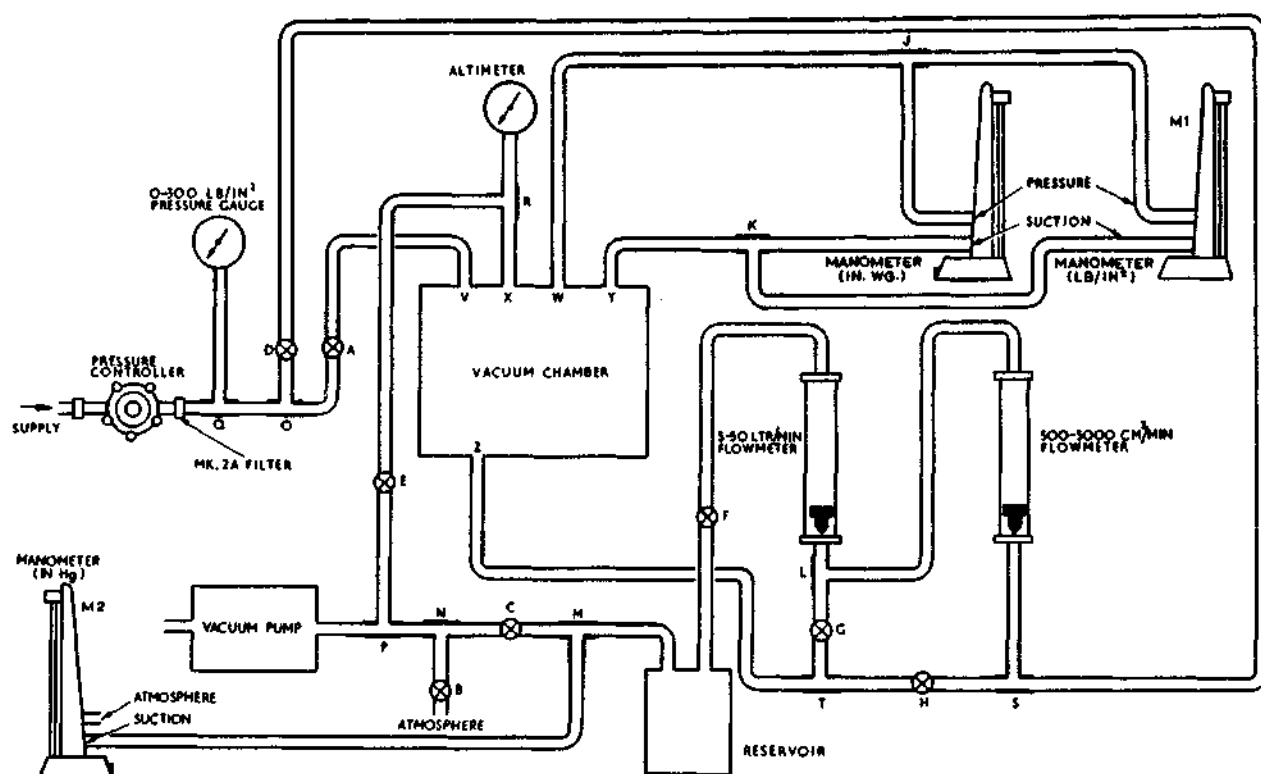 J
ALTIMETER
M1
0-300 LB/IN²
PRESSURE GAUGE
R
PRESSURE
SUCTION
K
MANOMETER
(IN. WG.)
MANOMETER
(LB/IN²)
V
X
W
Y
D
A
PRESSURE
CONTROLLER
VACUUM CHAMBER
SUPPLY
Q
O
MK. 2A FILTER
5-50 LTR/MIN
FLOWMETER
500-5000 CM³/MIN
FLOWMETER
Z
E
F
MANOMETER
(IN Hg)
M2
L
VACUUM PUMP
N
C
M
G
P
B
ATMOSPHERE
ATMOSPHERE
SUCTION
T
H
S
RESERVOIR